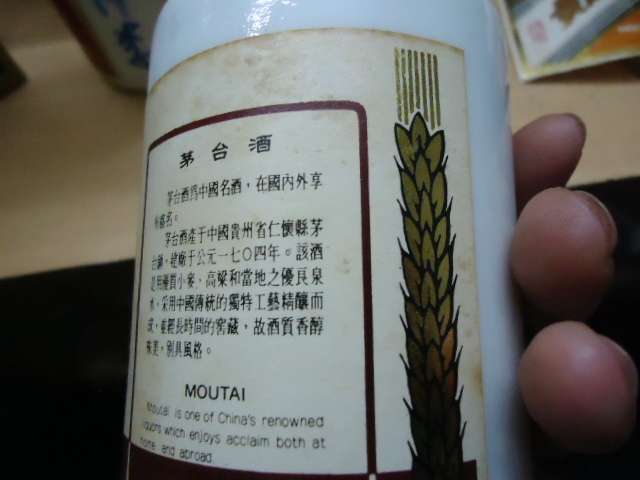 茅台酒
茅台酒爲中國名酒，在國內外享
盛名。
茅台酒產于中國貴州省仁懷縣茅
台鎮，建廠于公元一七〇四年。該酒
用優質小麥、高粱和當地之優良泉
水，采用中國傳統的獨特工藝精釀而
成，並經長時間的窖藏，故酒質香醇
味美，別具風格。
MOUTAI
Moutai is one of China's renowned
liquors which enjoys acclaim both at
home and abroad